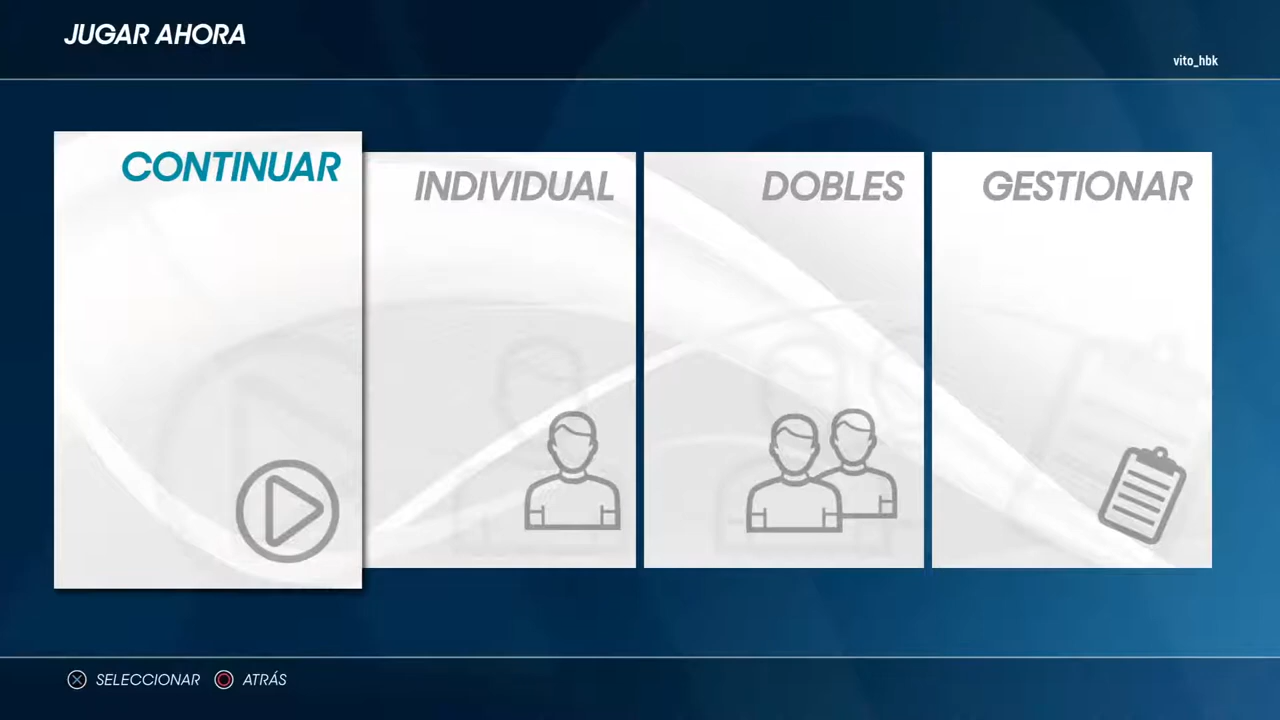 JUGAR AHORA
vito_hbk
CONTINUAR
INDIVIDUAL
DOBLES
GESTIONAR
SELECCIONAR ATRÁS